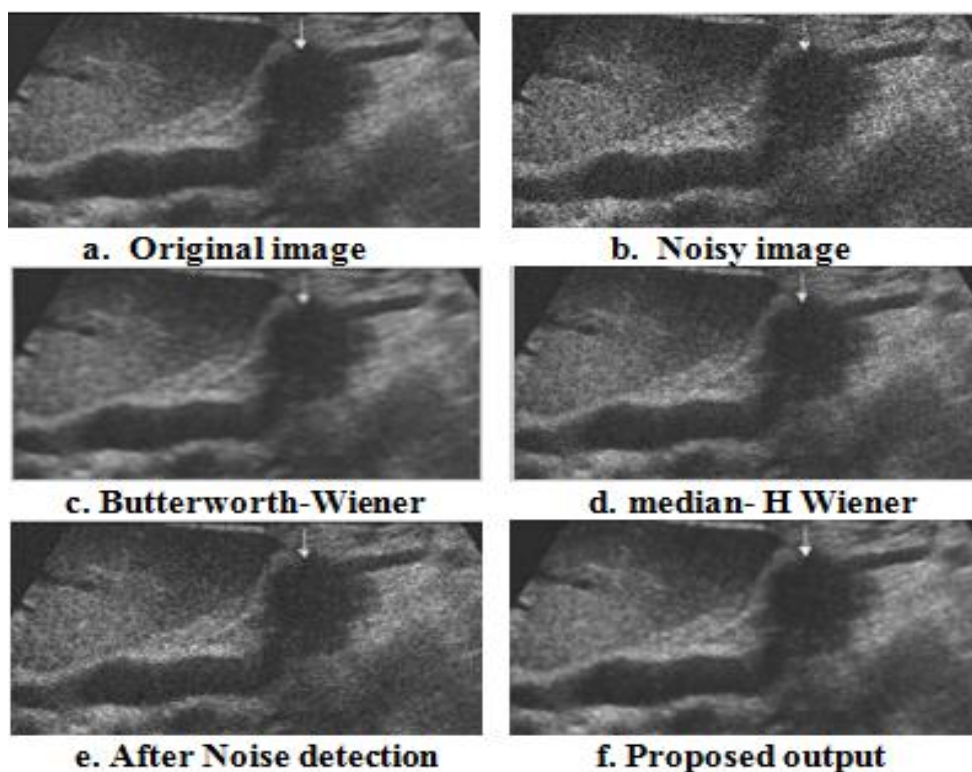 a. Original image
b. Noisy image
c. Butterworth-Wiener
d. median- H Wiener
e. After Noise detection
f. Proposed output